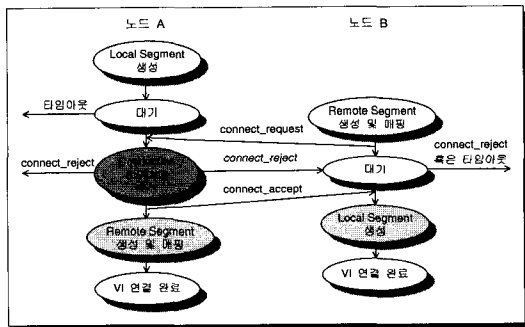 노드 A
노드 B
Local Segment
생성
타임아웃
대기
Remote Segment
생성 및 매핑
connect_request
connect_reject
connect_reject
connect_reject
혹은 타임아웃
대기
connect_accept
Remote Segment
생성 및 매핑
Local Segment
생성
VI 연결 완료
VI 연결 완료